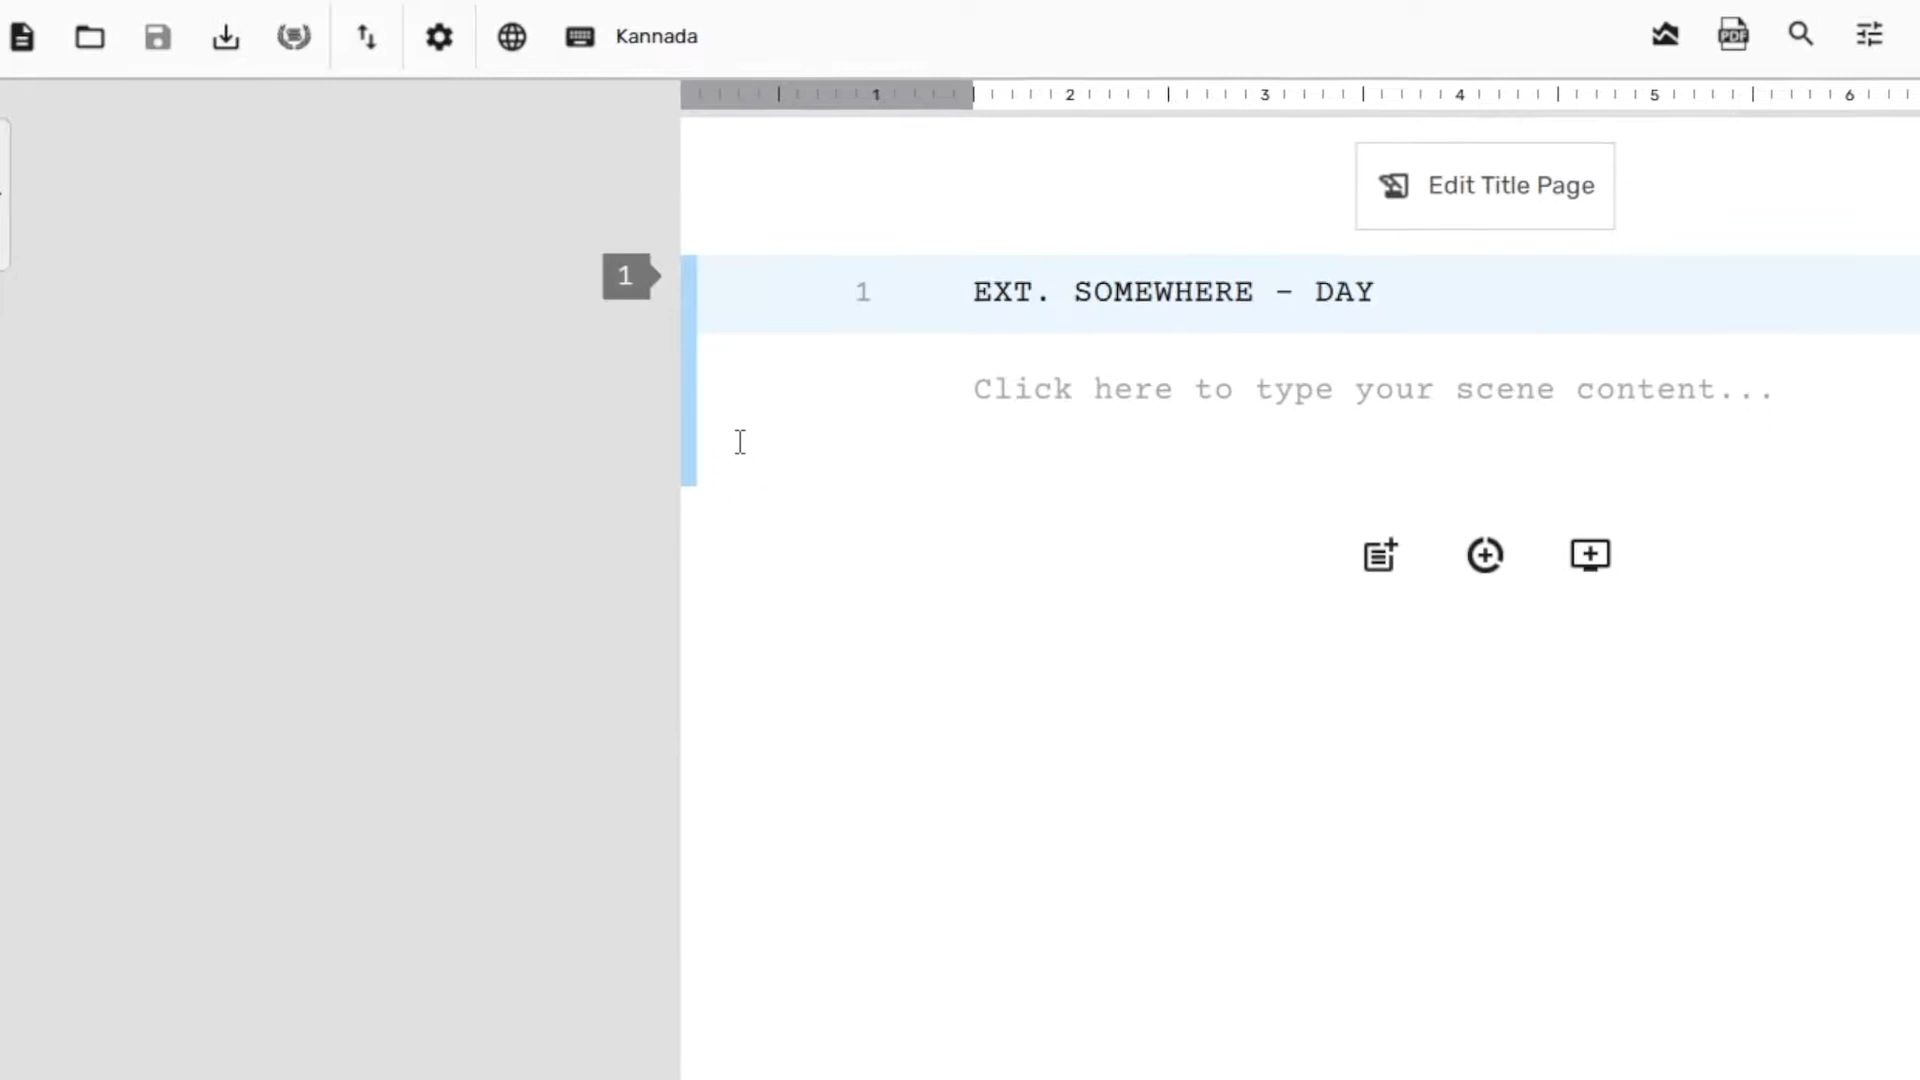 Kannada
1 2 3 4 5 6
Edit Title Page
1
1 EXT. SOMEWHERE - DAY
Click here to type your scene content...
PDF